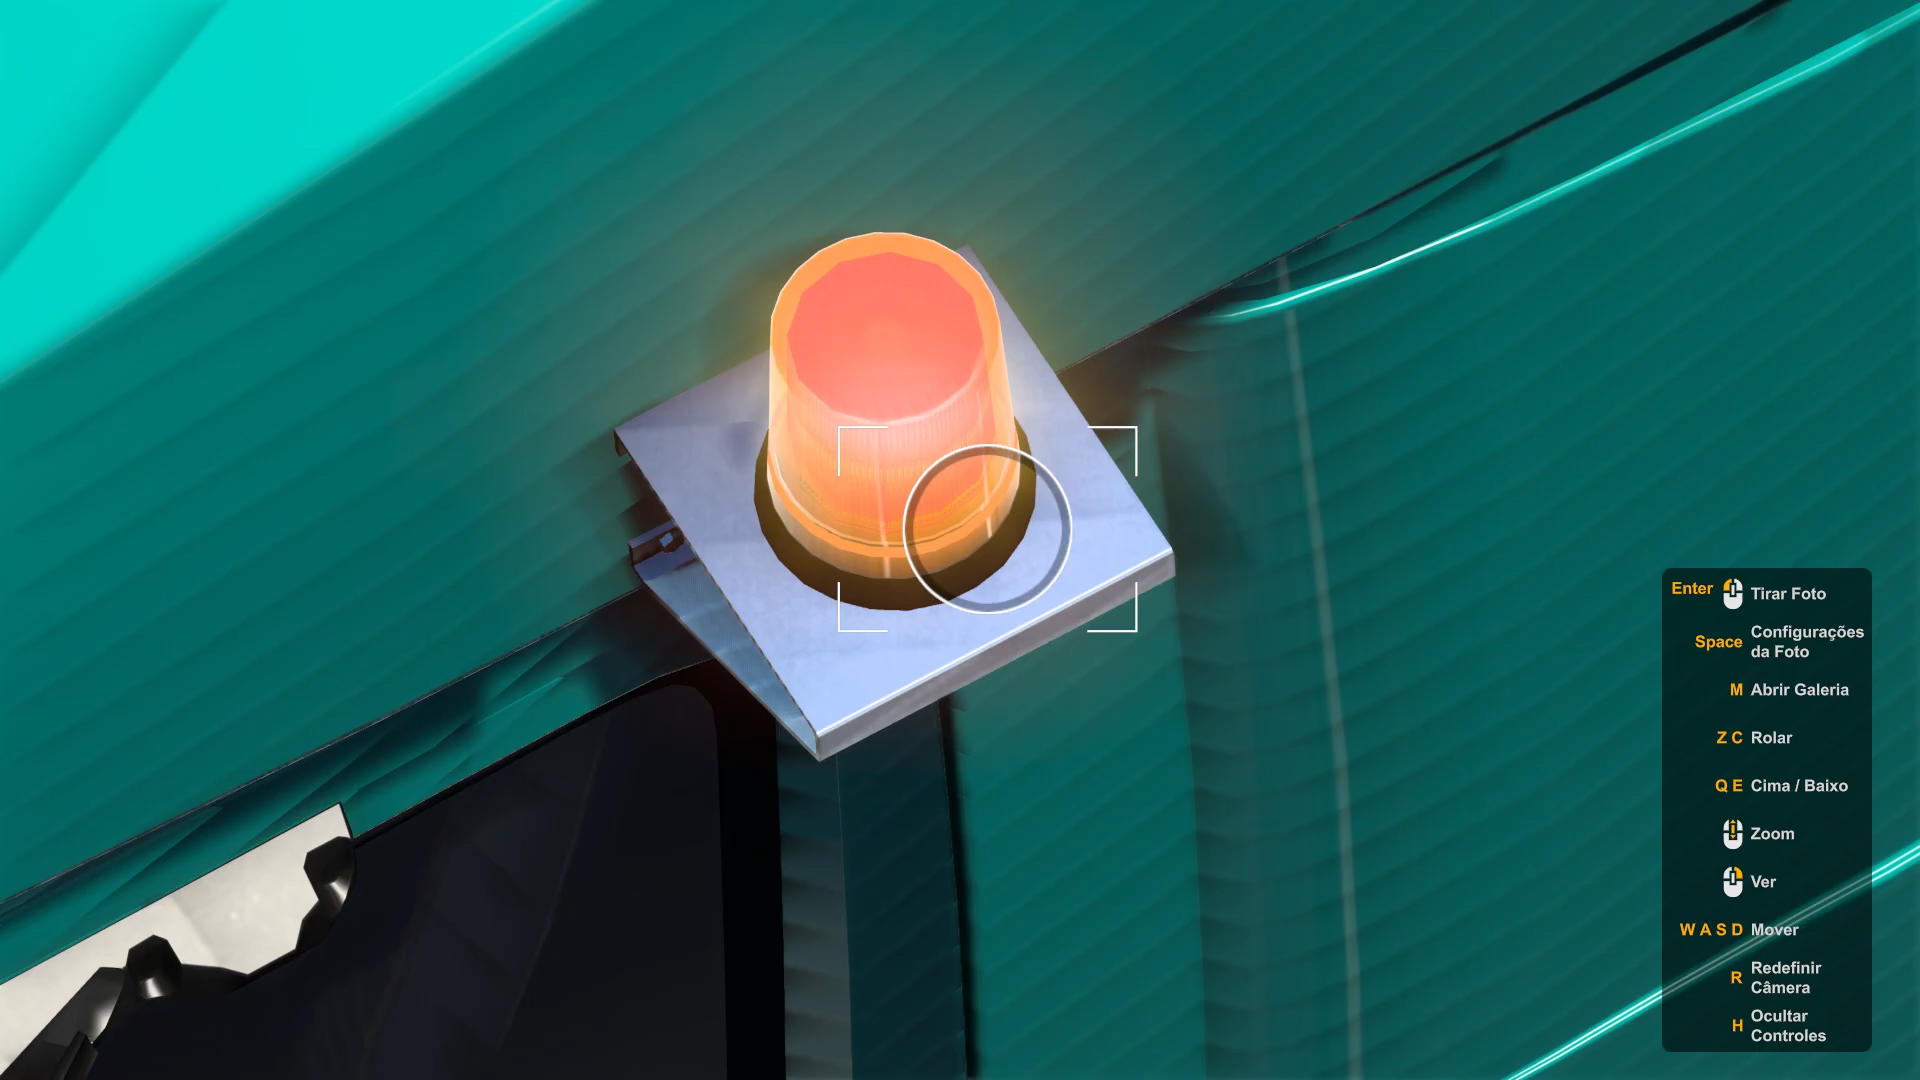 Enter Tirar Foto
Space Configurações
da Foto
M Abrir Galeria
Z C Rolar
Q E Cima / Baixo
Zoom
Ver
W A S D Mover
R Redefinir
Câmera
H Ocultar
Controles